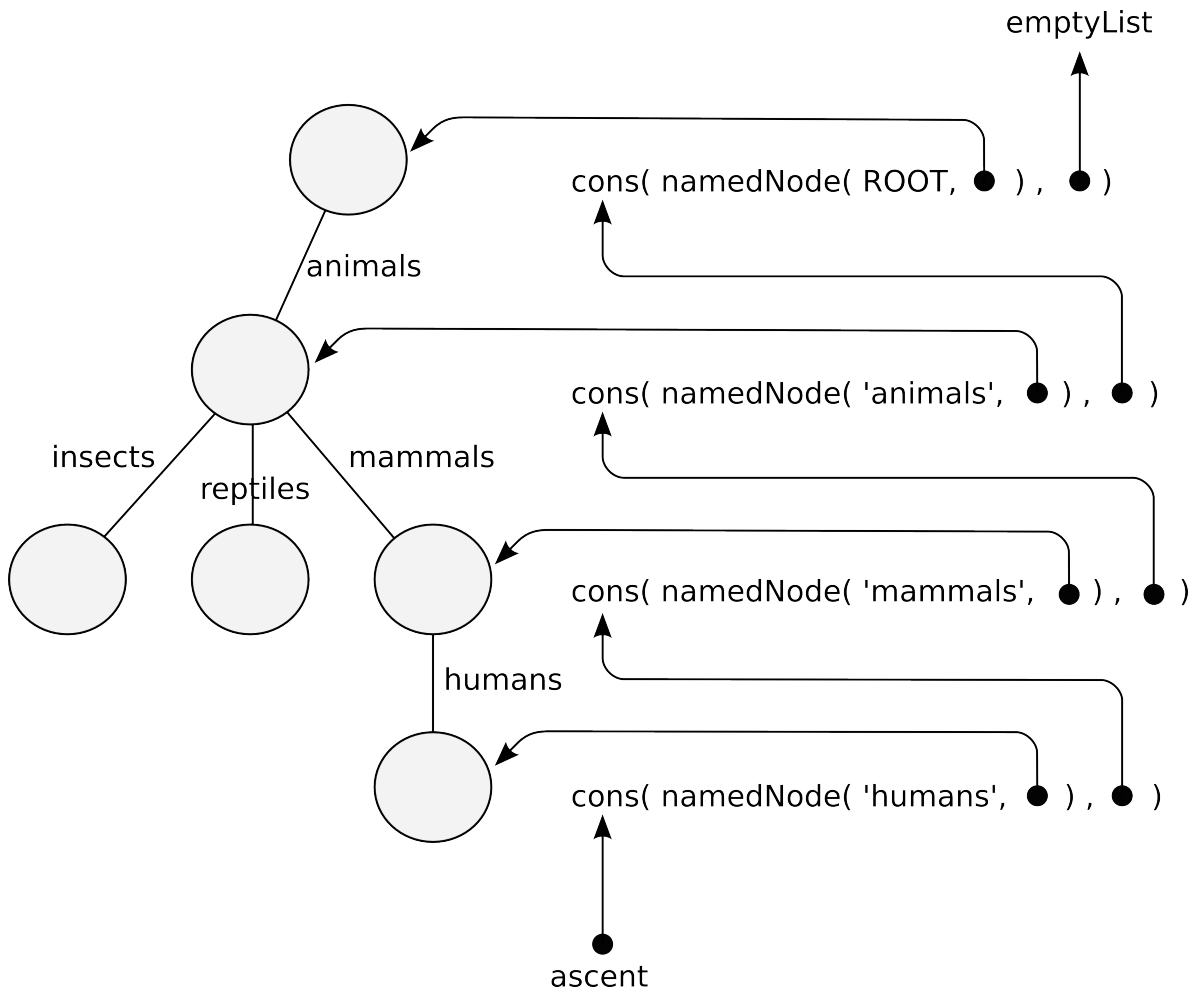 emptyList
cons( namedNode( ROOT, ) , )
animals
cons( namedNode( 'animals', ) , )
insects
mammals
reptiles
cons( namedNode( 'mammals', ) , )
humans
cons( namedNode( 'humans', ) , )
ascent